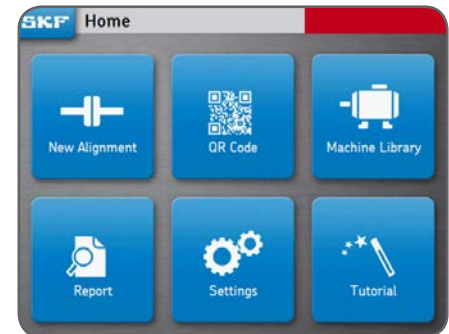 SKF Home
New Alignment QR Code Machine Library
Report Settings Tutorial